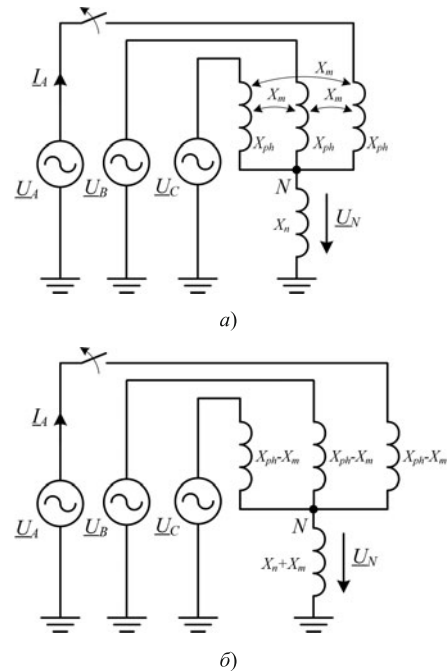 X_m
I_A X_m X_m
X_ph X_ph X_ph
U_A U_B U_C
N
X_n U_N
а)
I_A X_ph-X_m X_ph-X_m X_ph-X_m
U_A U_B U_C
N
X_n+X_m U_N
б)